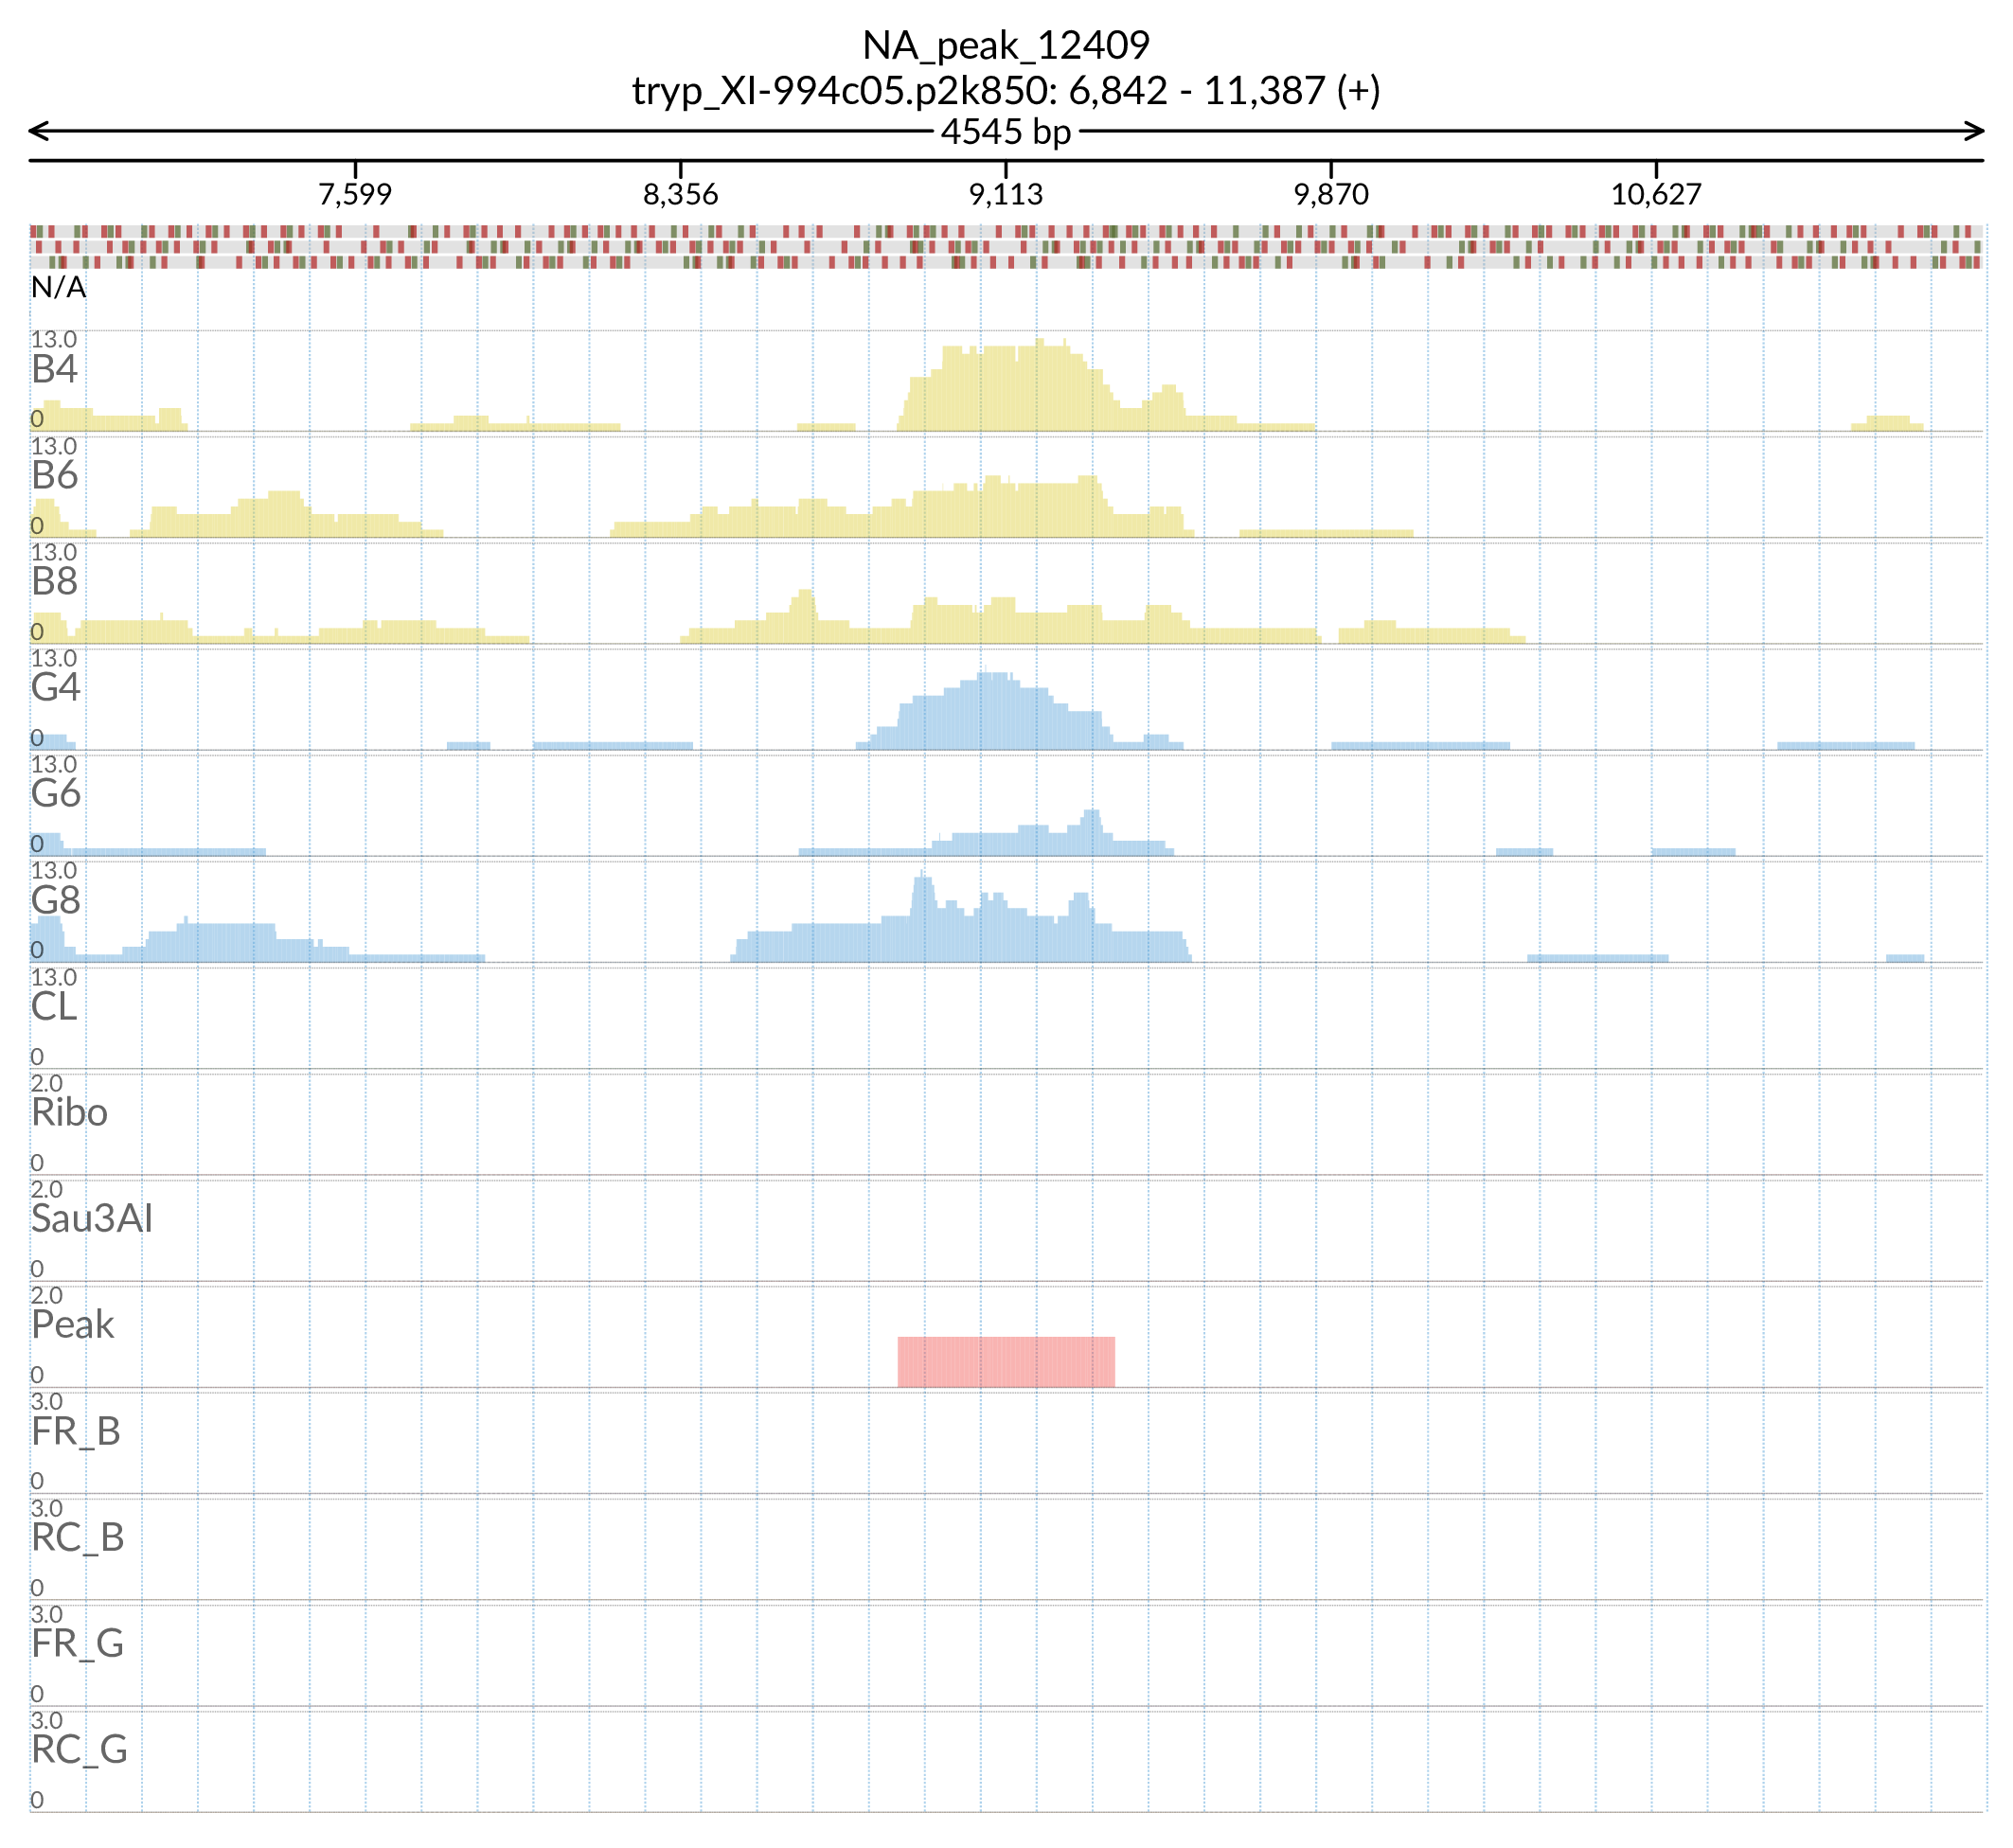 NA_peak_12409
tryp_XI-994c05.p2k850: 6,842 - 11,387 (+)
4545 bp
7,599 8,356 9,113 9,870 10,627
N/A
13.0
B4
0
13.0
B6
0
13.0
B8
0
13.0
G4
0
13.0
G6
0
13.0
G8
0
13.0
CL
0
2.0
Ribo
0
2.0
Sau3AI
0
2.0
Peak
0
3.0
FR_B
0
3.0
RC_B
0
3.0
FR_G
0
3.0
RC_G
0